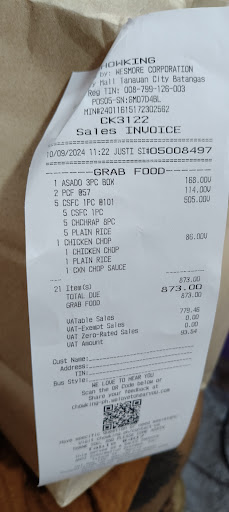 CHOWKING
by: WESMORE CORPORATION
Mall Tanauan City Batangas
Reg TIN: 008-799-126-003
POS05-SN:6MD7D4BL
MIN#24011615172302562
CK3122
Sales INVOICE
10/09/2024 11:22 JUSTI SI#05008497
GRAB FOOD
1 ASADO 3PC BOX 168.00V
2 PCF @57 114.00V
5 CSFC 1PC @101 505.00V
5 CSFC 1PC
5 CHCHRAP 6PC
5 PLAIN RICE
1 CHICKEN CHOP 86.00V
1 CHICKEN CHOP
1 PLAIN RICE
1 CKN CHOP SAUCE
21 Item(s) 873.00
TOTAL DUE 873.00
GRAB FOOD 873.00
VATable Sales 779.46
VAT-Exempt Sales 0.00
VAT Zero-Rated Sales 0.00
VAT Amount 93.54
Cust Name:
Address:
TIN:
Bus Style:
WE LOVE TO HEAR YOU
Scan the QR Code below or
Share your feedback at